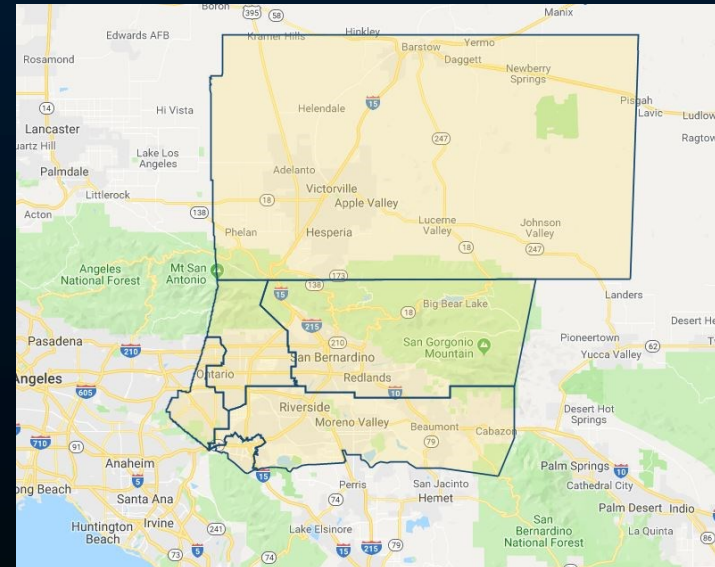 Boron
395
58
Manix
Edwards AFB
Kramer Hills
Hinkley
Yermo
Barstow
Daggett
Rosamond
Newberry
Springs
Pisgah
Lavic
Ludlow
14
Hi Vista
Helendale
15
Ragtow
Lancaster
uartz Hill
247
Lake Los
Angeles
Palmdale
Adelanto
Victorville
Littlerock
18
Apple Valley
138
Acton
Lucerne
Valley
Johnson
Valley
Phelan
Hesperia
18
247
Angeles
National Forest
Mt San
Antonio
173
138
15
Landers
Big Bear Lake
18
215
Desert He
Pasadena
210
210
San Gorgonio
Mountain
Pioneertown
62
Yucca Valley
San Bernardino
Angeles
Ontario
Redlands
605
10
Riverside
Desert Hot
Springs
Moreno Valley
Beaumont
Cabazon
710
91
79
Anaheim
5
15
Palm Springs
10
Perris
San Jacinto
Cathedral City
ong Beach
Santa Ana
74
Hemet
Palm Desert
Indio
Huntington
Beach
Irvine
241
Lake Elsinore
San
Bernardino
National Forest
La Quinta
86
73
5
74
15
215
79